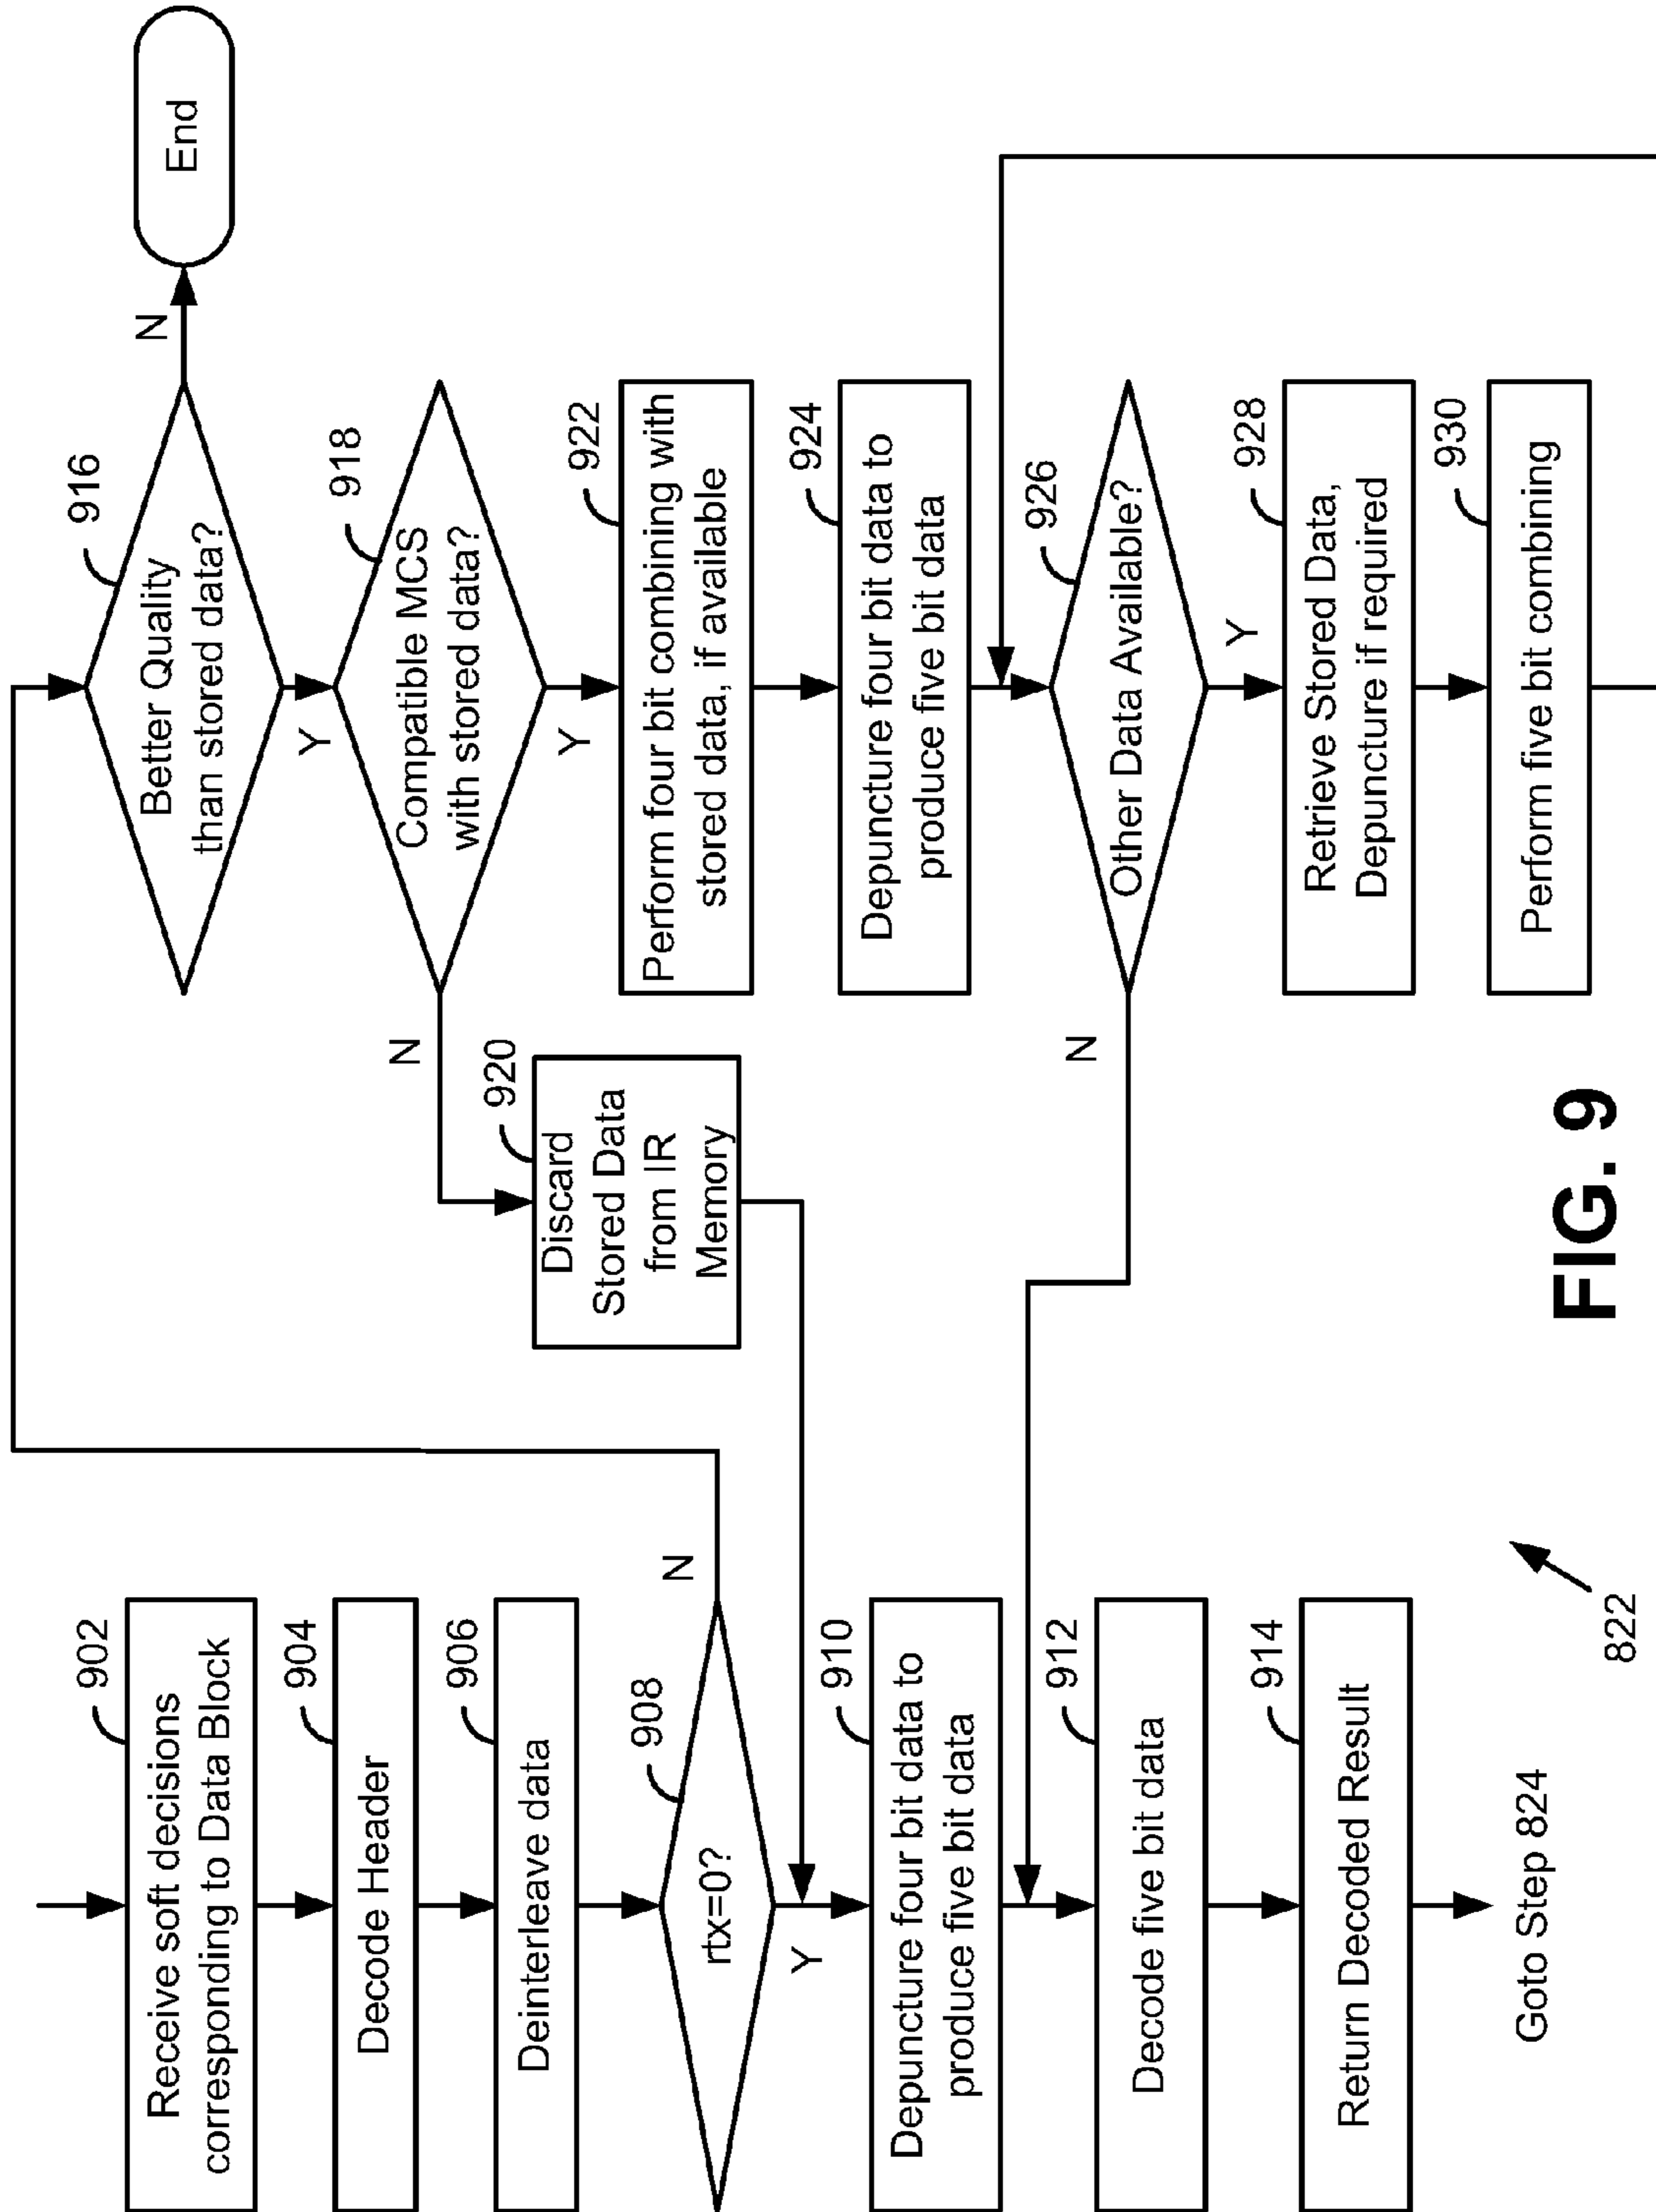 902
Receive soft decisions
corresponding to Data Block
904
Decode Header
906
Deinterleave data
908
rtx=0?
N
Y
910
Depuncture four bit data to
produce five bit data
912
Decode five bit data
914
Return Decoded Result
Goto Step 824
822
916
Better Quality
than stored data?
N
End
Y
918
Compatible MCS
with stored data?
N
920
Discard
Stored Data
from IR
Memory
Y
922
Perform four bit combining with
stored data, if available
924
Depuncture four bit data to
produce five bit data
926
Other Data Available?
N
Y
928
Retrieve Stored Data,
Depuncture if required
930
Perform five bit combining
FIG. 9